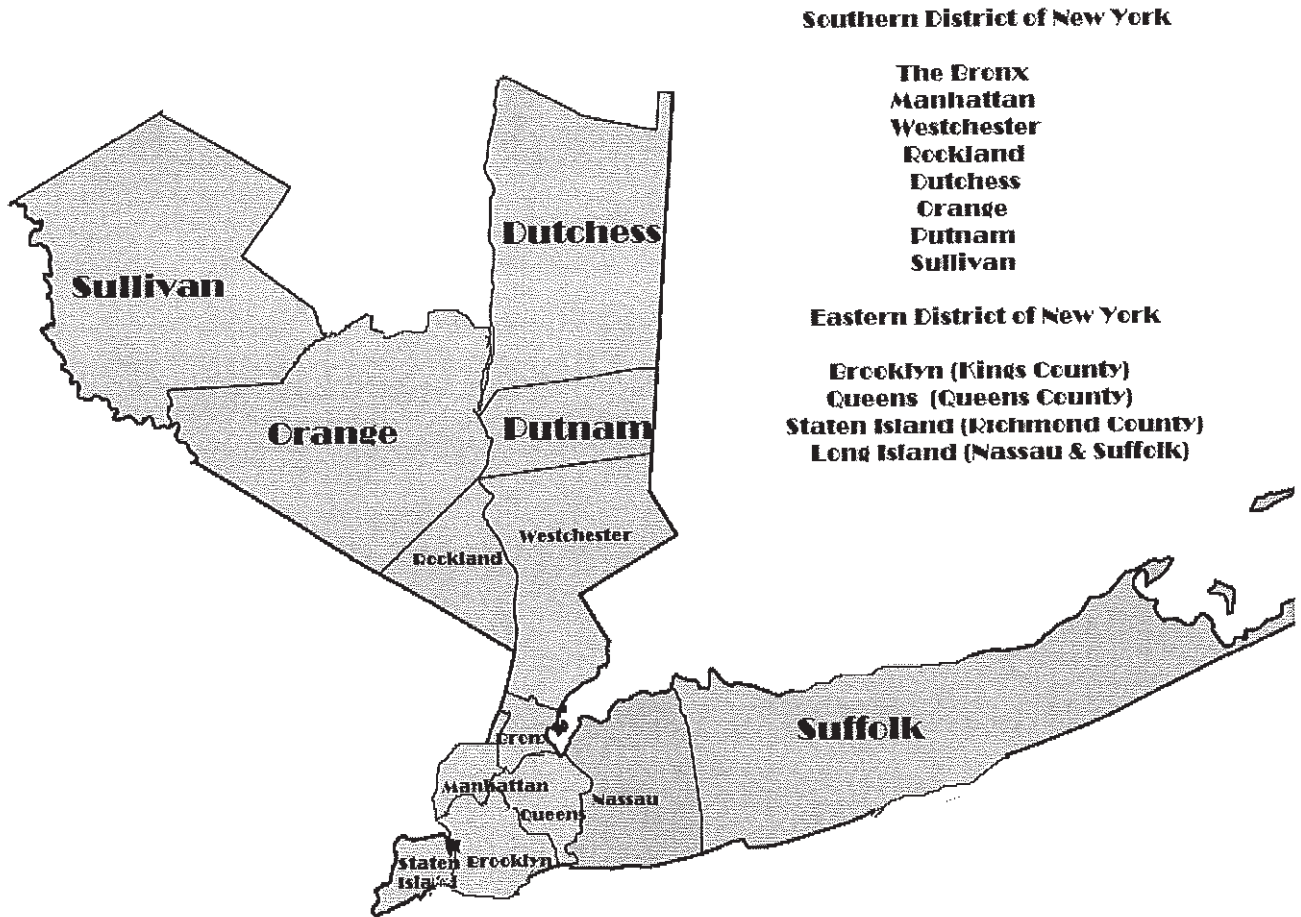 Southern District of New York
The Bronx
Manhattan
Westchester
Rockland
Dutchess
Orange
Putnam
Sullivan
Eastern District of New York
Brooklyn (Kings County)
Queens (Queens County)
Staten Island (Richmond County)
Long Island (Nassau & Suffolk)
Dutchess
Sullivan
Orange
Putnam
Westchester
Rockland
Suffolk
Bronx
Manhattan
Nassau
Queens
Staten
Island
Brooklyn